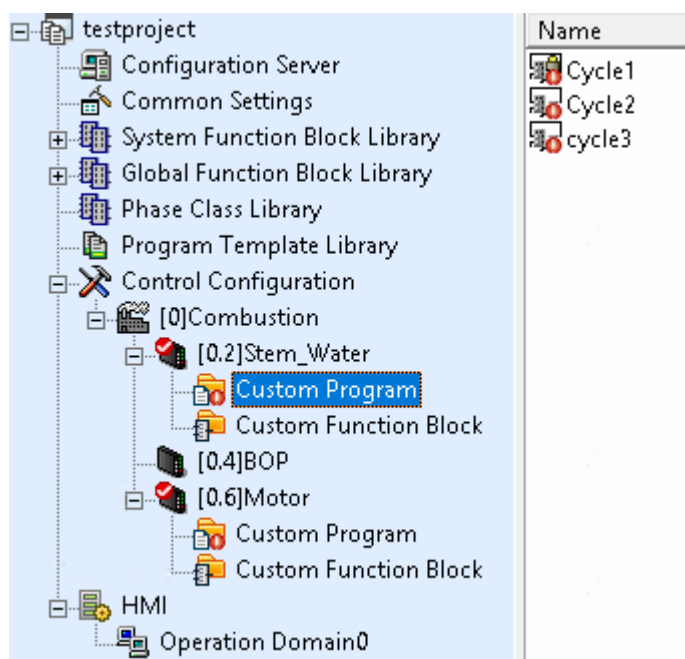 testproject
Configuration Server
Common Settings
System Function Block Library
Global Function Block Library
Phase Class Library
Program Template Library
Control Configuration
[0]Combustion
[0.2]Stem_Water
Custom Program
Custom Function Block
[0.4]BOP
[0.6]Motor
Custom Program
Custom Function Block
HMI
Operation Domain0
Name
Cycle1
Cycle2
cycle3